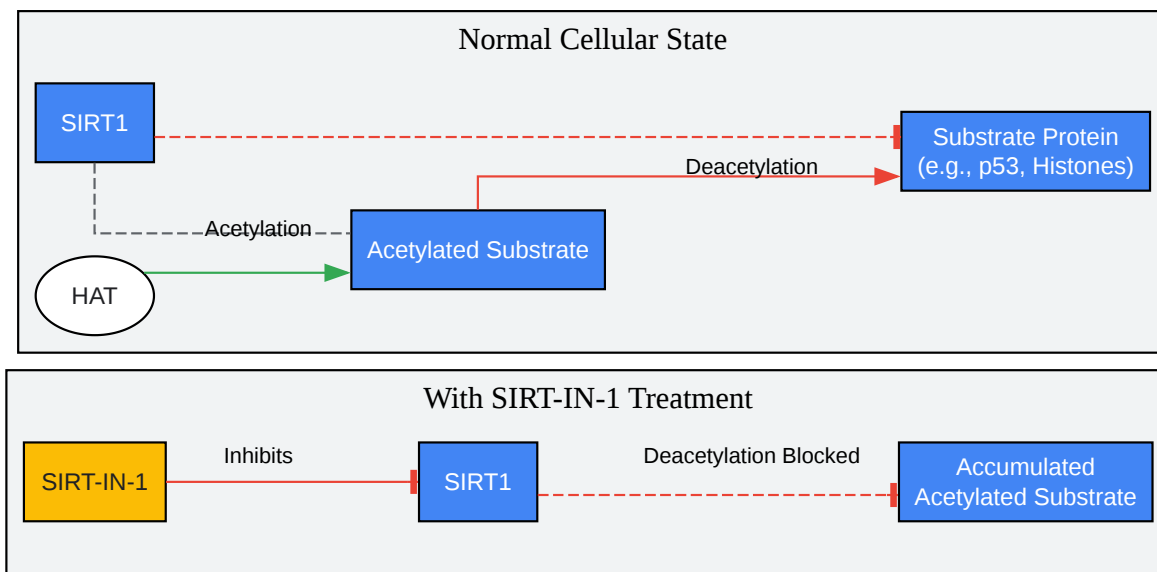 Normal Cellular State
SIRT1
Substrate Protein
(e.g., p53, Histones)
Deacetylation
Acetylation
Acetylated Substrate
HAT
With SIRT-IN-1 Treatment
SIRT-IN-1
Inhibits
SIRT1
Deacetylation Blocked
Accumulated
Acetylated Substrate